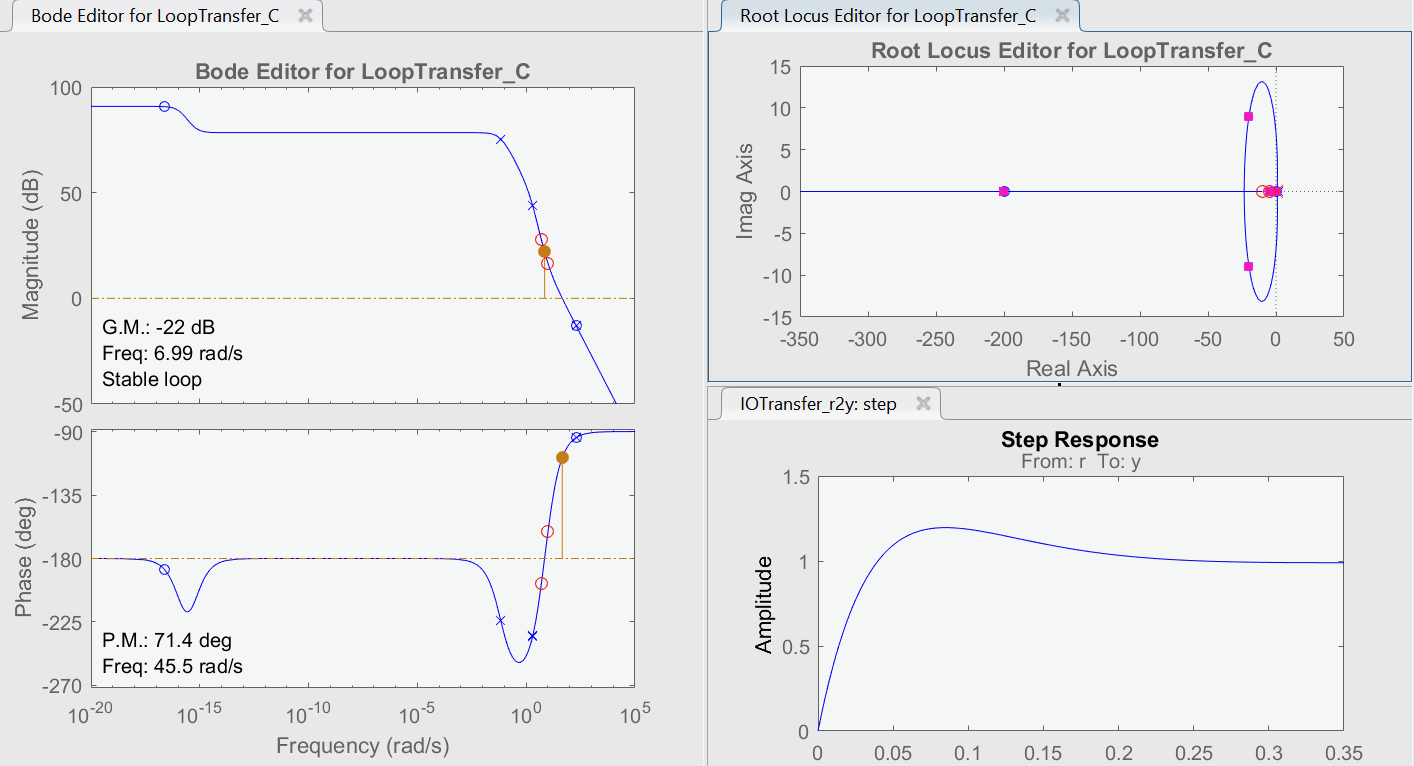 Bode Editor for LoopTransfer_C
Bode Editor for LoopTransfer_C
100
50
0
-50
Magnitude (dB)
G.M.: -22 dB
Freq: 6.99 rad/s
Stable loop
-90
-135
-180
-225
-270
Phase (deg)
P.M.: 71.4 deg
Freq: 45.5 rad/s
10^-20 10^-15 10^-10 10^-5 10^0 10^5
Frequency (rad/s)
Root Locus Editor for LoopTransfer_C
Root Locus Editor for LoopTransfer_C
15
10
5
0
-5
-10
-15
Imag Axis
-350 -300 -250 -200 -150 -100 -50 0 50
Real Axis
IOTransfer_r2y: step
Step Response
From: r To: y
1.5
1
0.5
0
Amplitude
0 0.05 0.1 0.15 0.2 0.25 0.3 0.35